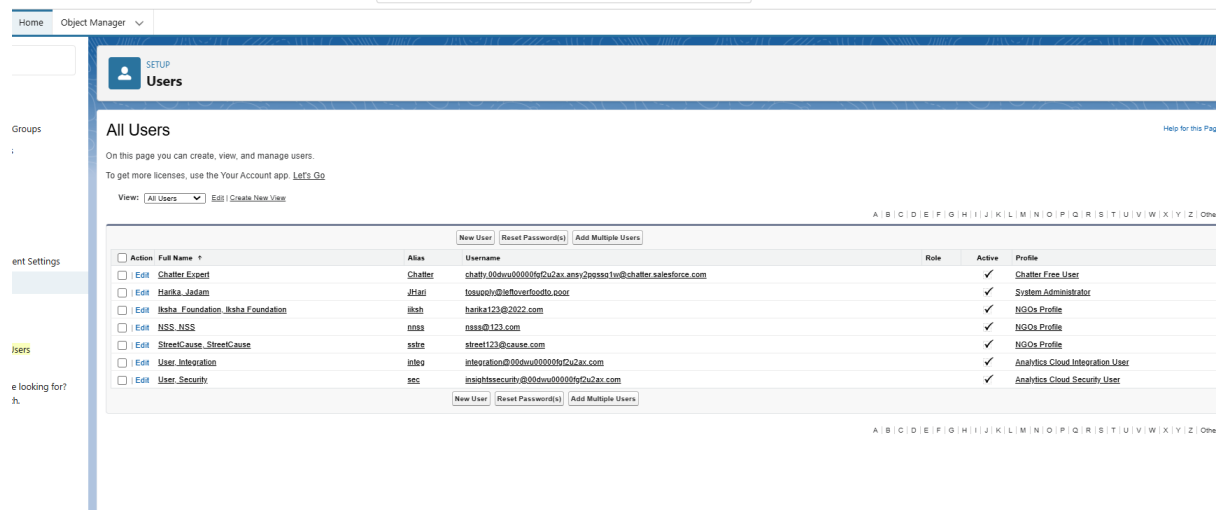 Home Object Manager
SETUP
Users
Groups
s
ent Settings
Users
e looking for?
ch.
All Users
Help for this Pag
On this page you can create, view, and manage users.
To get more licenses, use the Your Account app. Let's Go
View: All Users Edit | Create New View
A | B | C | D | E | F | G | H | I | J | K | L | M | N | O | P | Q | R | S | T | U | V | W | X | Y | Z | Othe
New User Reset Password(s) Add Multiple Users
Action Full Name ↑ Alias Username Role Active Profile
| Edit Chatter Expert Chatter chatty.00dwu00000fgf2u2ax.ansy2pgssq1w@chatter.salesforce.com ✓ Chatter Free User
| Edit Harika, Jadam JHari tosupply@leftoverfoodto.poor ✓ System Administrator
| Edit Iksha_Foundation, Iksha Foundation iiksh harika123@2022.com ✓ NGOs Profile
| Edit NSS, NSS nnss nsss@123.com ✓ NGOs Profile
| Edit StreetCause, StreetCause sstre street123@cause.com ✓ NGOs Profile
| Edit User, Integration integ integration@00dwu00000fgf2u2ax.com ✓ Analytics Cloud Integration User
| Edit User, Security sec insightssecurity@00dwu00000fgf2u2ax.com ✓ Analytics Cloud Security User
New User Reset Password(s) Add Multiple Users
A | B | C | D | E | F | G | H | I | J | K | L | M | N | O | P | Q | R | S | T | U | V | W | X | Y | Z | Othe